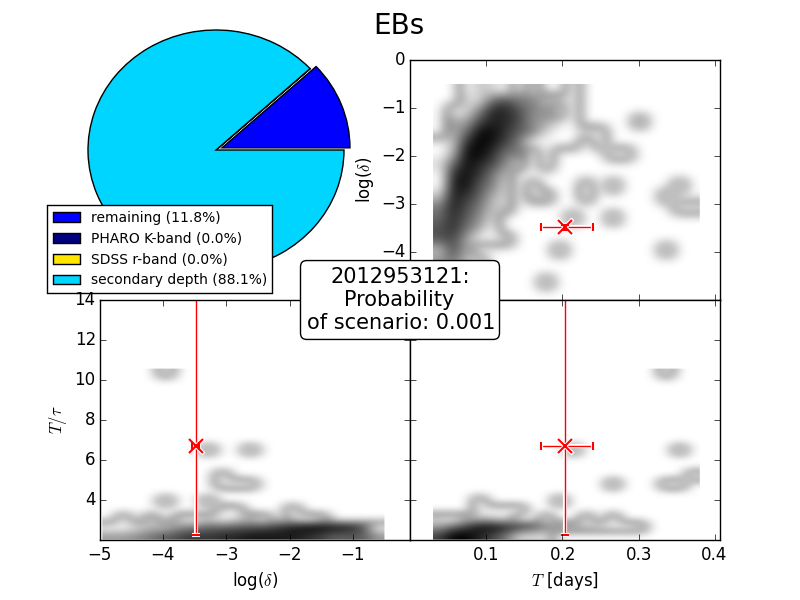 EBs
remaining (11.8%)
PHARO K-band (0.0%)
SDSS r-band (0.0%)
secondary depth (88.1%)
0
−1
−2
−3
−4
log(δ)
2012953121:
Probability
of scenario: 0.001
14
12
10
8
6
4
T/τ
−5 −4 −3 −2 −1
log(δ)
0.1 0.2 0.3 0.4
T [days]